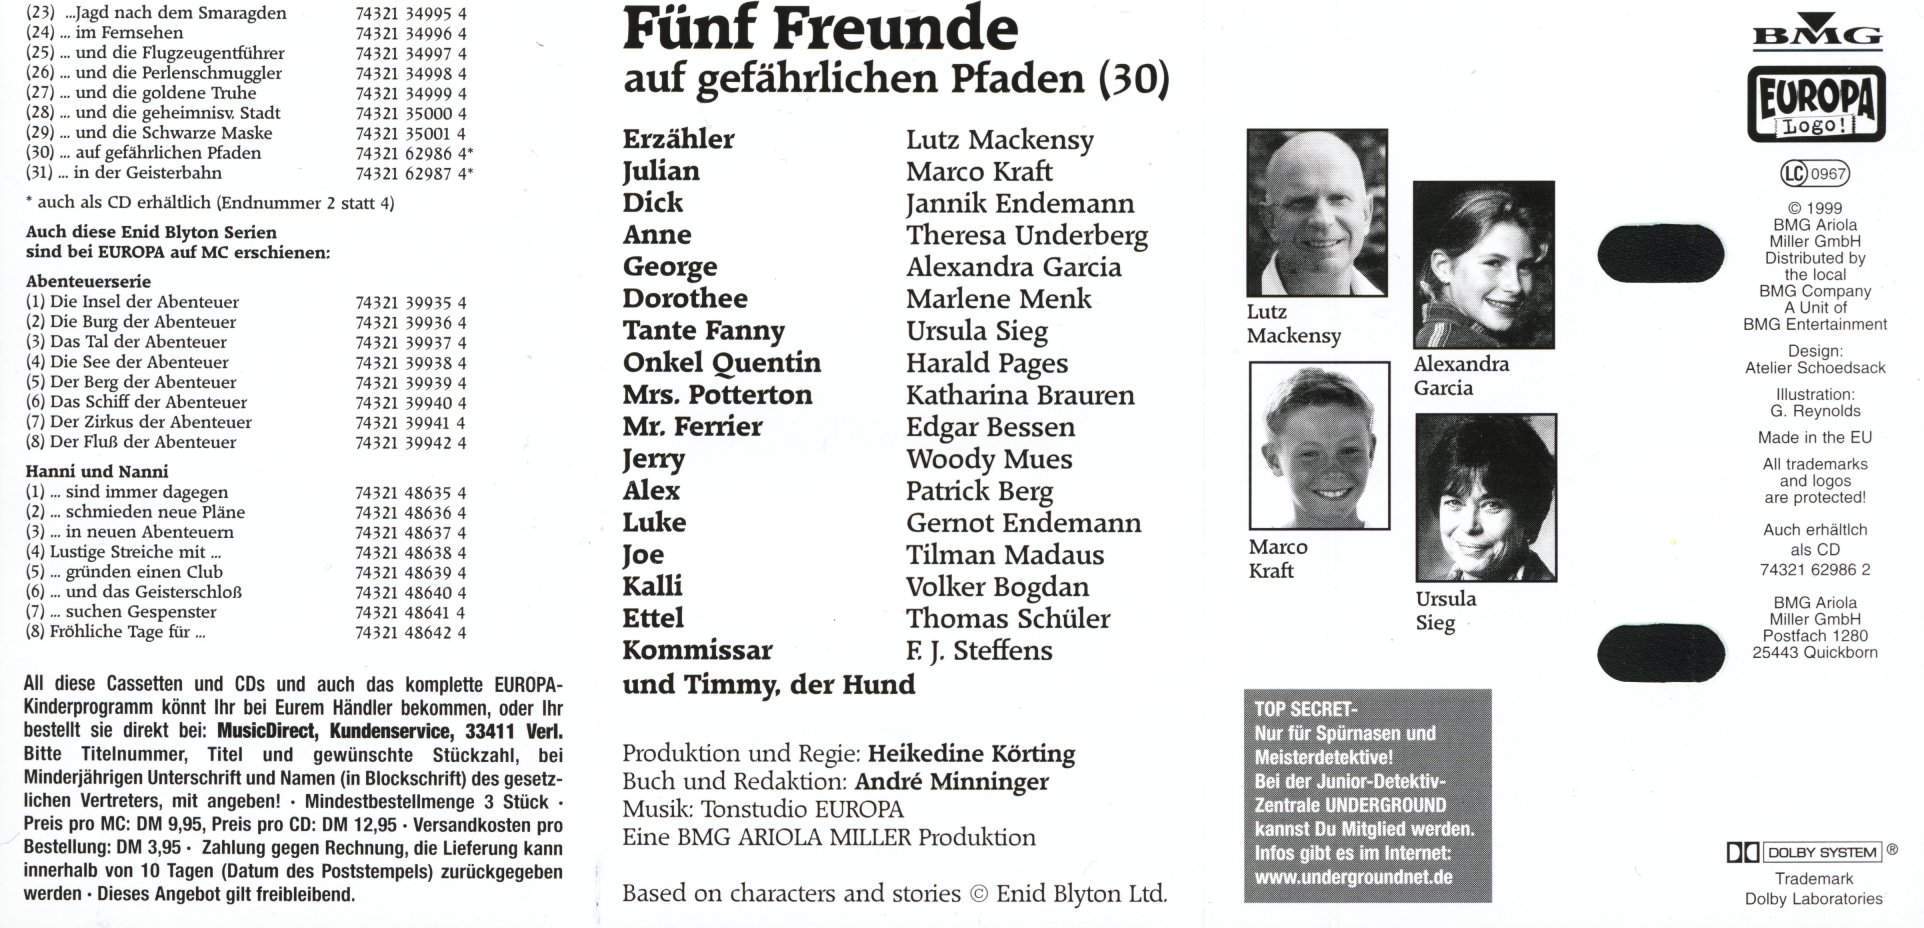 (23) ...Jagd nach dem Smaragden 74321 34995 4
(24) ... im Fernsehen 74321 34996 4
(25) ... und die Flugzeugentführer 74321 34997 4
(26) ... und die Perlenschmuggler 74321 34998 4
(27) ... und die goldene Truhe 74321 34999 4
(28) ... und die geheimnisv. Stadt 74321 35000 4
(29) ... und die Schwarze Maske 74321 35001 4
(30) ... auf gefährlichen Pfaden 74321 62986 4*
(31) ... in der Geisterbahn 74321 62987 4*
* auch als CD erhältlich (Endnummer 2 statt 4)
Auch diese Enid Blyton Serien
sind bei EUROPA auf MC erschienen:
Abenteuerserie
(1) Die Insel der Abenteuer 74321 39935 4
(2) Die Burg der Abenteuer 74321 39936 4
(3) Das Tal der Abenteuer 74321 39937 4
(4) Die See der Abenteuer 74321 39938 4
(5) Der Berg der Abenteuer 74321 39939 4
(6) Das Schiff der Abenteuer 74321 39940 4
(7) Der Zirkus der Abenteuer 74321 39941 4
(8) Der Fluß der Abenteuer 74321 39942 4
Hanni und Nanni
(1) ... sind immer dagegen 74321 48635 4
(2) ... schmieden neue Pläne 74321 48636 4
(3) ... in neuen Abenteuern 74321 48637 4
(4) Lustige Streiche mit ... 74321 48638 4
(5) ... gründen einen Club 74321 48639 4
(6) ... und das Geisterschloß 74321 48640 4
(7) ... suchen Gespenster 74321 48641 4
(8) Fröhliche Tage für ... 74321 48642 4
All diese Cassetten und CDs und auch das komplette EUROPA-
Kinderprogramm könnt Ihr bei Eurem Händler bekommen, oder Ihr
bestellt sie direkt bei: MusicDirect, Kundenservice, 33411 Verl.
Bitte Titelnummer, Titel und gewünschte Stückzahl, bei
Minderjährigen Unterschrift und Namen (in Blockschrift) des gesetz-
lichen Vertreters, mit angeben! · Mindestbestellmenge 3 Stück ·
Preis pro MC: DM 9,95, Preis pro CD: DM 12,95 · Versandkosten pro
Bestellung: DM 3,95 · Zahlung gegen Rechnung, die Lieferung kann
innerhalb von 10 Tagen (Datum des Poststempels) zurückgegeben
werden · Dieses Angebot gilt freibleibend.
Fünf Freunde
auf gefährlichen Pfaden (30)
Erzähler Lutz Mackensy
Julian Marco Kraft
Dick Jannik Endemann
Anne Theresa Underberg
George Alexandra Garcia
Dorothee Marlene Menk
Tante Fanny Ursula Sieg
Onkel Quentin Harald Pages
Mrs. Potterton Katharina Brauren
Mr. Ferrier Edgar Bessen
Jerry Woody Mues
Alex Patrick Berg
Luke Gernot Endemann
Joe Tilman Madaus
Kalli Volker Bogdan
Ettel Thomas Schüler
Kommissar F. J. Steffens
und Timmy, der Hund
Produktion und Regie: Heikedine Körting
Buch und Redaktion: André Minninger
Musik: Tonstudio EUROPA
Eine BMG ARIOLA MILLER Produktion
Based on characters and stories © Enid Blyton Ltd.
Lutz
Mackensy
Alexandra
Garcia
Marco
Kraft
Ursula
Sieg
TOP SECRET-
Nur für Spürnasen und
Meisterdetektive!
Bei der Junior-Detektiv-
Zentrale UNDERGROUND
kannst Du Mitglied werden.
Infos gibt es im Internet:
www.undergroundnet.de
BMG
EUROPA
Logo!
LC 0967
© 1999
BMG Ariola
Miller GmbH
Distributed by
the local
BMG Company
A Unit of
BMG Entertainment
Design:
Atelier Schoedsack
Illustration:
G. Reynolds
Made in the EU
All trademarks
and logos
are protected!
Auch erhältlch
als CD
74321 62986 2
BMG Ariola
Miller GmbH
Postfach 1280
25443 Quickborn
DOLBY SYSTEM ®
Trademark
Dolby Laboratories